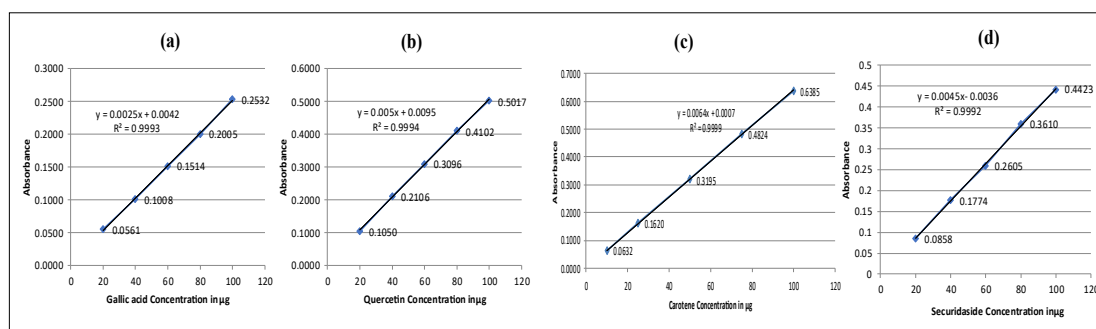 (a)
0.3000
0.2500
0.2000
0.1500
0.1000
0.0500
0.0000
Absorbance
y = 0.0025x + 0.0042
R² = 0.9993
0.2532
0.2005
0.1514
0.1008
0.0561
0 20 40 60 80 100 120
Gallic acid Concentration in µg
(b)
0.6000
0.5000
0.4000
0.3000
0.2000
0.1000
0.0000
Absorbance
y = 0.005x + 0.0095
R² = 0.9994
0.5017
0.4102
0.3096
0.2106
0.1050
0 20 40 60 80 100 120
Quercetin Concentration in µg
(c)
0.7000
0.6000
0.5000
0.4000
0.3000
0.2000
0.1000
0.0000
Absorbance
y = 0.0064x + 0.0007
R² = 0.9999
0.6385
0.4824
0.3195
0.1620
0.0632
0 20 40 60 80 100 120
Carotene Concentration in µg
(d)
0.5
0.45
0.4
0.35
0.3
0.25
0.2
0.15
0.1
0.05
0
Absorbance
y = 0.0045x- 0.0036
R² = 0.9992
0.4423
0.3610
0.2605
0.1774
0.0858
0 20 40 60 80 100 120
Securidaside Concentration in µg